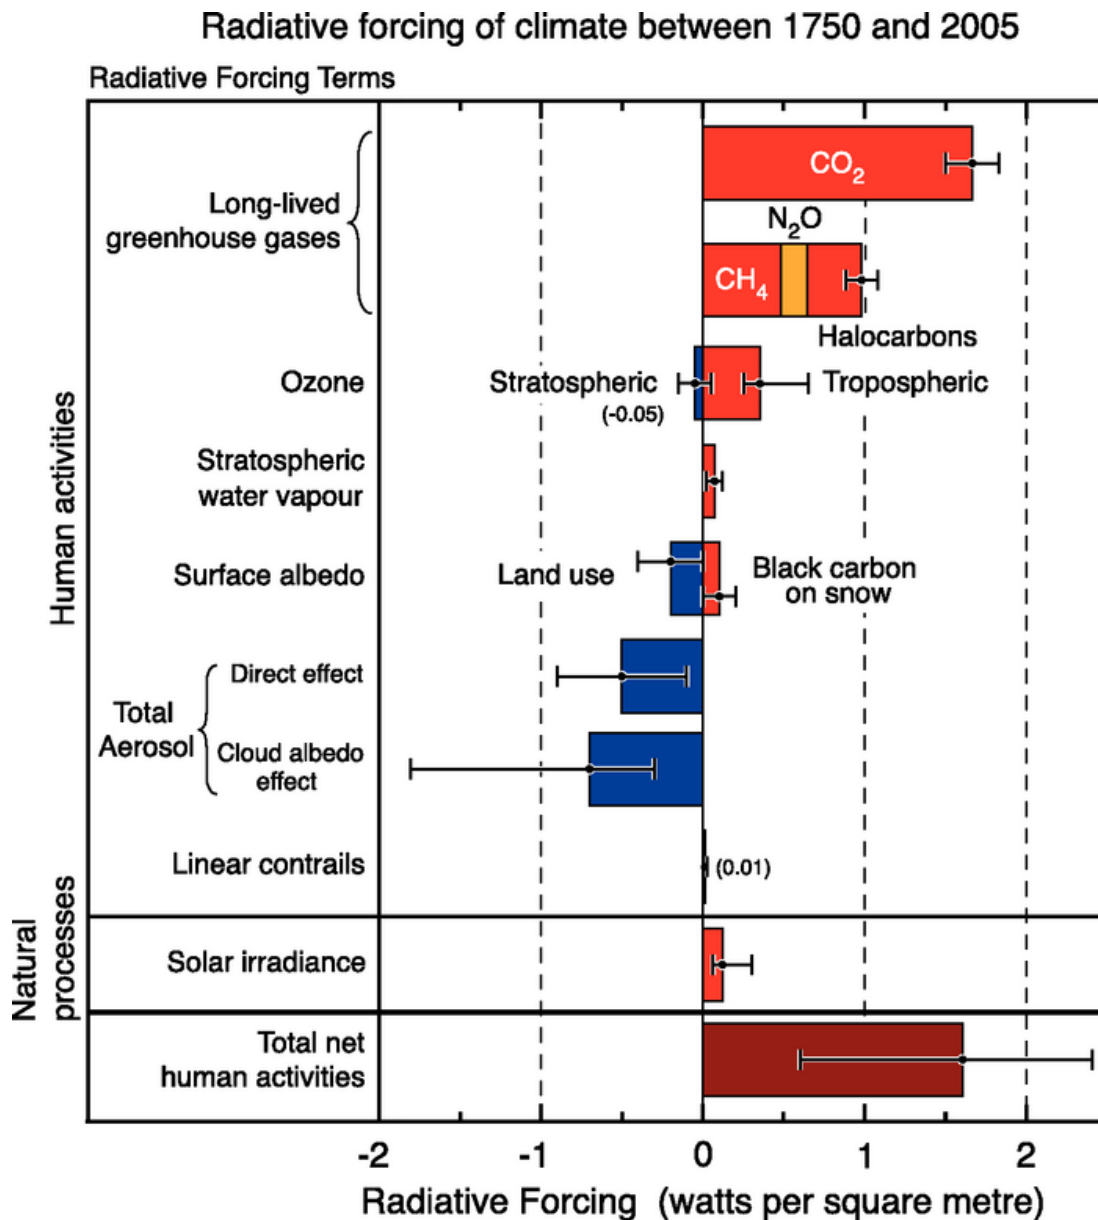 Radiative forcing of climate between 1750 and 2005
Radiative Forcing Terms
CO₂
Long-lived
greenhouse gases
N₂O
CH₄
Halocarbons
Ozone
Stratospheric
(-0.05)
Tropospheric
Human activities
Stratospheric
water vapour
Surface albedo
Land use
Black carbon
on snow
Total
Aerosol
Direct effect
Cloud albedo
effect
Linear contrails
(0.01)
Natural
processes
Solar irradiance
Total net
human activities
-2 -1 0 1 2
Radiative Forcing (watts per square metre)